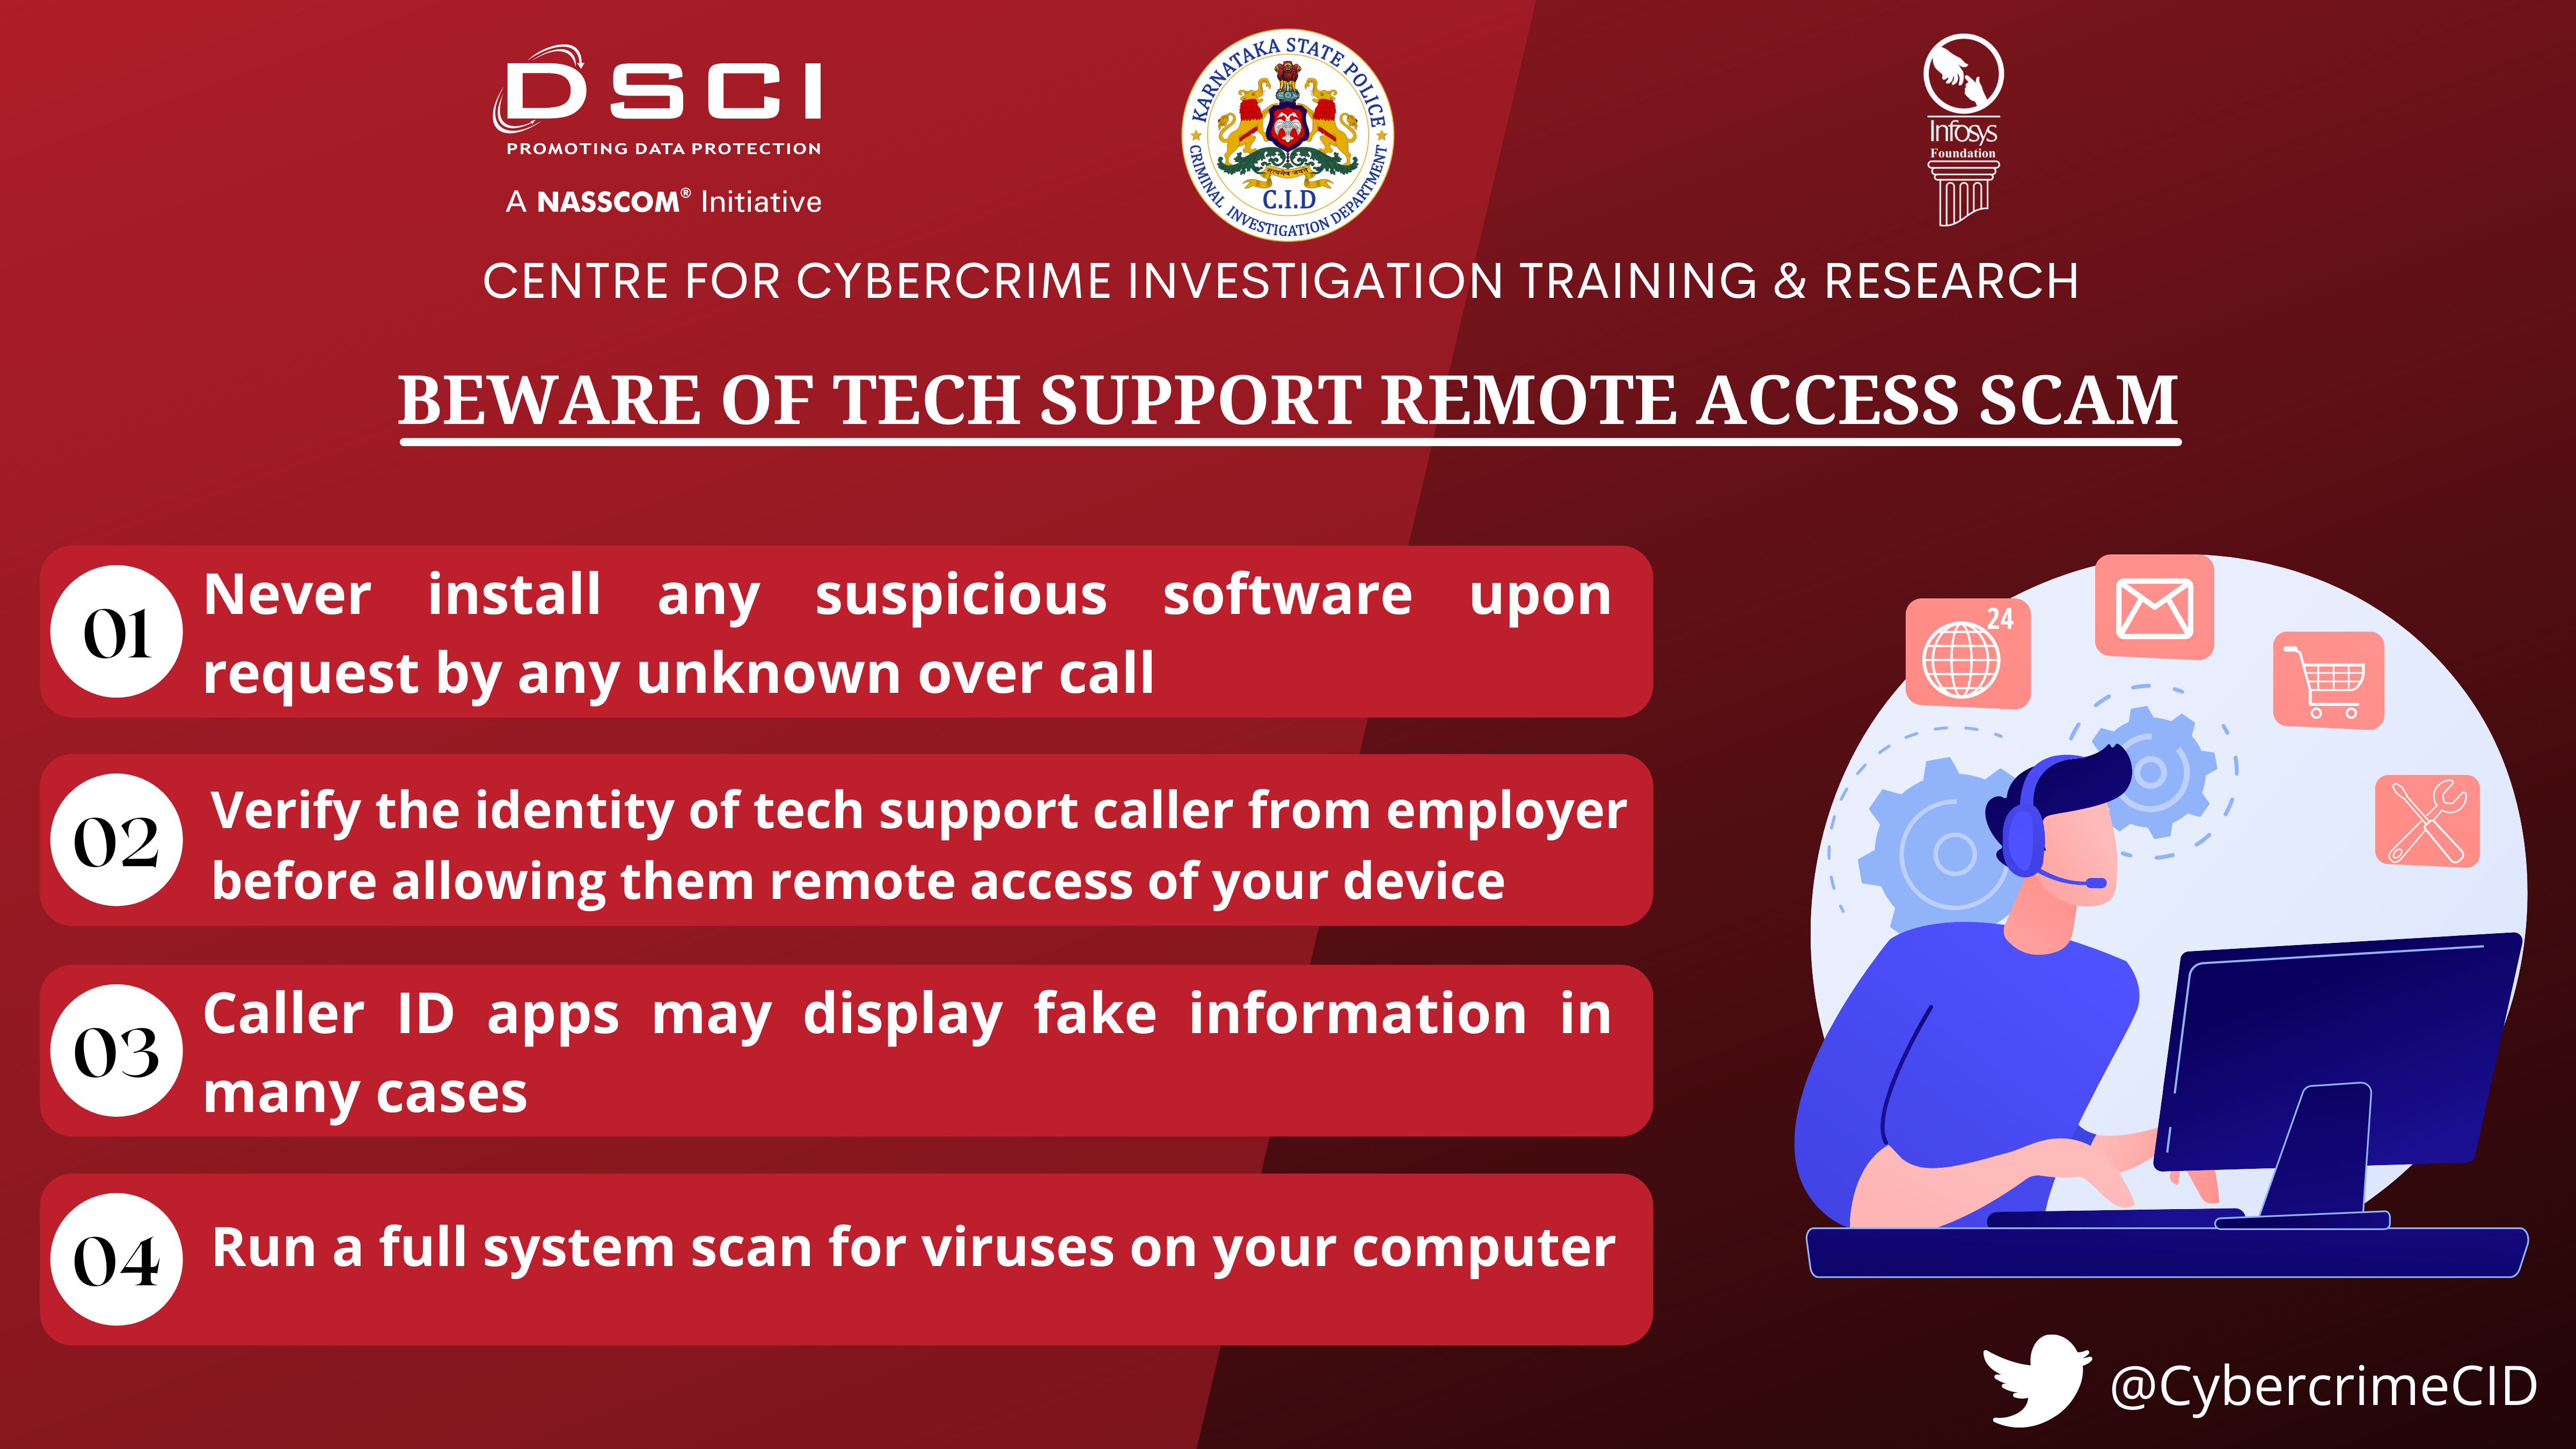 DSCI
PROMOTING DATA PROTECTION
A NASSCOM® Initiative
KARNATAKA STATE POLICE
सत्यमेव जयते
C.I.D
CRIMINAL INVESTIGATION DEPARTMENT
Infosys
Foundation
CENTRE FOR CYBERCRIME INVESTIGATION TRAINING & RESEARCH
BEWARE OF TECH SUPPORT REMOTE ACCESS SCAM
01
Never install any suspicious software upon
request by any unknown over call
02
Verify the identity of tech support caller from employer
before allowing them remote access of your device
03
Caller ID apps may display fake information in
many cases
04
Run a full system scan for viruses on your computer
24
@CybercrimeCID